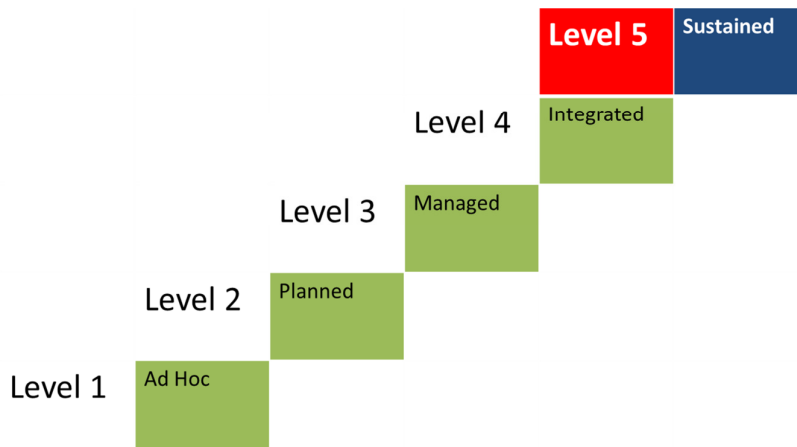 Level 5 Sustained
Level 4 Integrated
Level 3 Managed
Level 2 Planned
Level 1 Ad Hoc